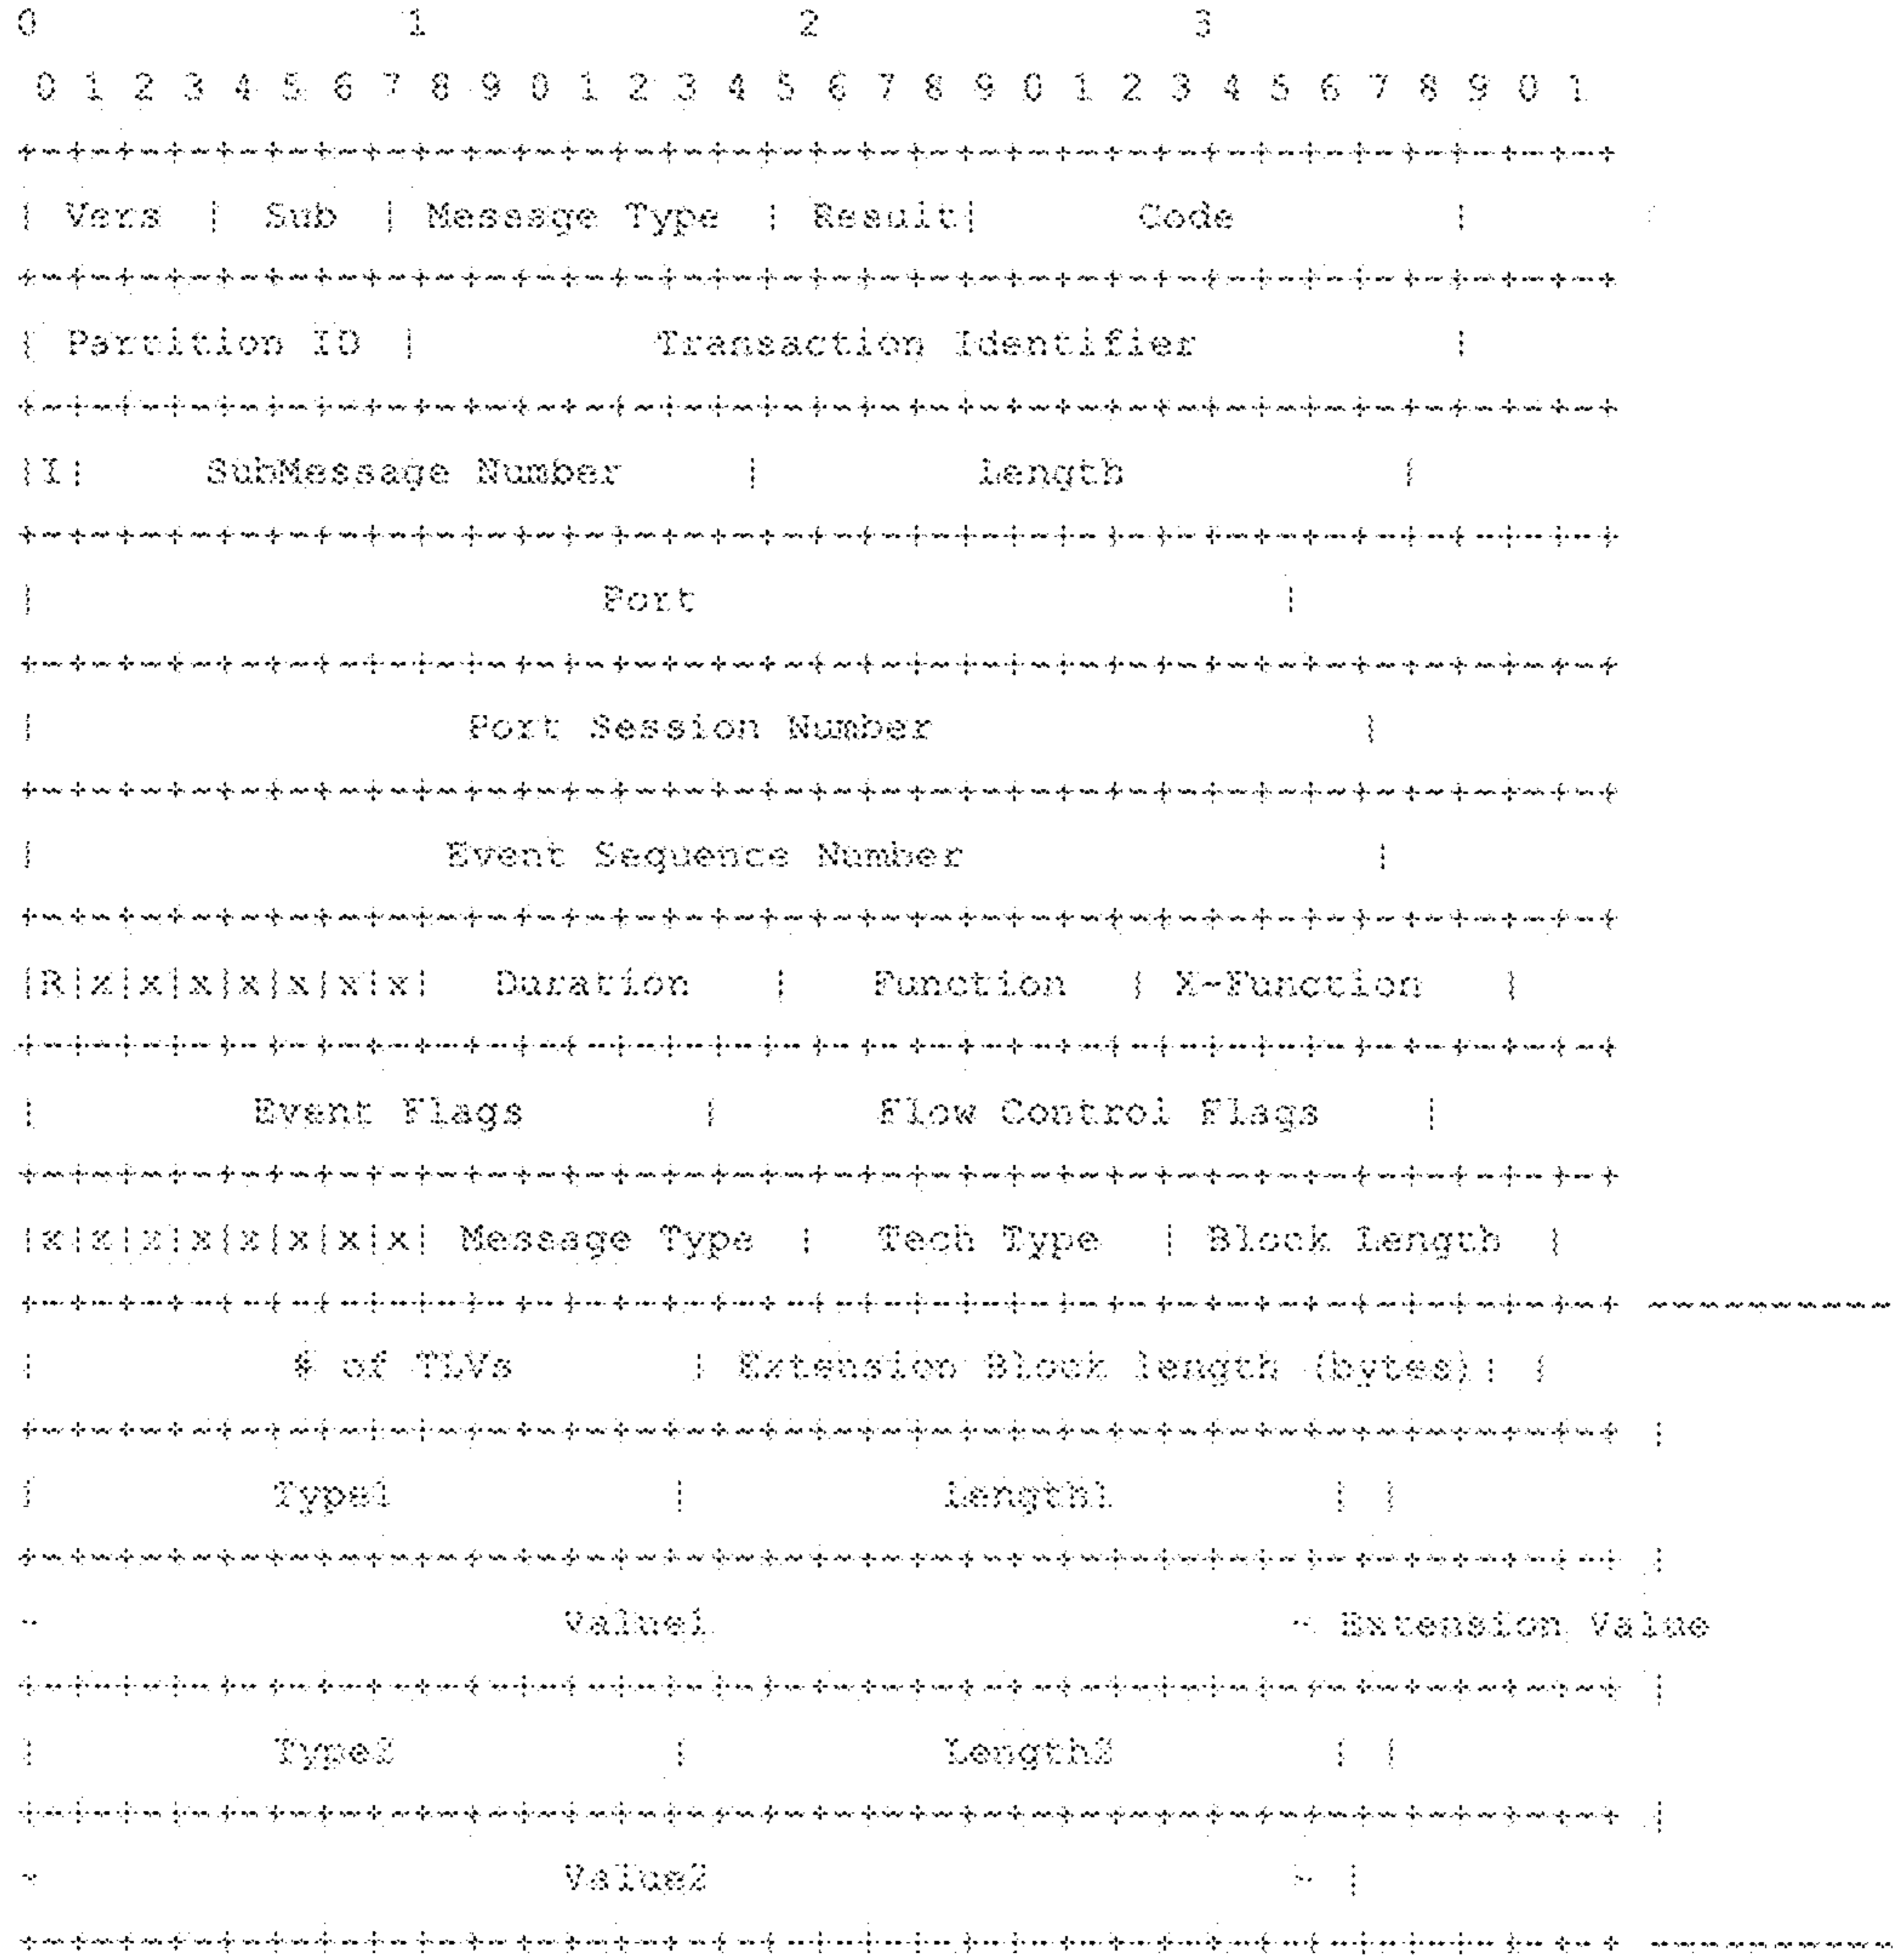 0                   1                   2                   3
0 1 2 3 4 5 6 7 8 9 0 1 2 3 4 5 6 7 8 9 0 1 2 3 4 5 6 7 8 9 0 1
+-+-+-+-+-+-+-+-+-+-+-+-+-+-+-+-+-+-+-+-+-+-+-+-+-+-+-+-+-+-+-+-+
| Vers | Sub | Message Type | Result| Code |
+-+-+-+-+-+-+-+-+-+-+-+-+-+-+-+-+-+-+-+-+-+-+-+-+-+-+-+-+-+-+-+-+
| Partition ID | Transaction Identifier |
+-+-+-+-+-+-+-+-+-+-+-+-+-+-+-+-+-+-+-+-+-+-+-+-+-+-+-+-+-+-+-+-+
|I| SubMessage Number | Length |
+-+-+-+-+-+-+-+-+-+-+-+-+-+-+-+-+-+-+-+-+-+-+-+-+-+-+-+-+-+-+-+-+
| Port |
+-+-+-+-+-+-+-+-+-+-+-+-+-+-+-+-+-+-+-+-+-+-+-+-+-+-+-+-+-+-+-+-+
| Port Session Number |
+-+-+-+-+-+-+-+-+-+-+-+-+-+-+-+-+-+-+-+-+-+-+-+-+-+-+-+-+-+-+-+-+
| Event Sequence Number |
+-+-+-+-+-+-+-+-+-+-+-+-+-+-+-+-+-+-+-+-+-+-+-+-+-+-+-+-+-+-+-+-+
|R|x|x|x|x|x|x|x| Duration | Function | X-Function |
+-+-+-+-+-+-+-+-+-+-+-+-+-+-+-+-+-+-+-+-+-+-+-+-+-+-+-+-+-+-+-+-+
| Event Flags | Flow Control Flags |
+-+-+-+-+-+-+-+-+-+-+-+-+-+-+-+-+-+-+-+-+-+-+-+-+-+-+-+-+-+-+-+-+
|x|x|x|x|x|x|x|x| Message Type | Tech Type | Block Length |
+-+-+-+-+-+-+-+-+-+-+-+-+-+-+-+-+-+-+-+-+-+-+-+-+-+-+-+-+-+-+-+-+ ----------
| # of TLVs | Extension Block length (bytes)| |
+-+-+-+-+-+-+-+-+-+-+-+-+-+-+-+-+-+-+-+-+-+-+-+-+-+-+-+-+-+-+-+-+ |
| Type1 | Length1 | |
+-+-+-+-+-+-+-+-+-+-+-+-+-+-+-+-+-+-+-+-+-+-+-+-+-+-+-+-+-+-+-+-+ |
~ Value1 ~ Extension Value
+-+-+-+-+-+-+-+-+-+-+-+-+-+-+-+-+-+-+-+-+-+-+-+-+-+-+-+-+-+-+-+-+ |
| Type2 | Length2 | |
+-+-+-+-+-+-+-+-+-+-+-+-+-+-+-+-+-+-+-+-+-+-+-+-+-+-+-+-+-+-+-+-+ |
~ Value2 ~ |
+-+-+-+-+-+-+-+-+-+-+-+-+-+-+-+-+-+-+-+-+-+-+-+-+-+-+-+-+-+-+-+-+ ----------